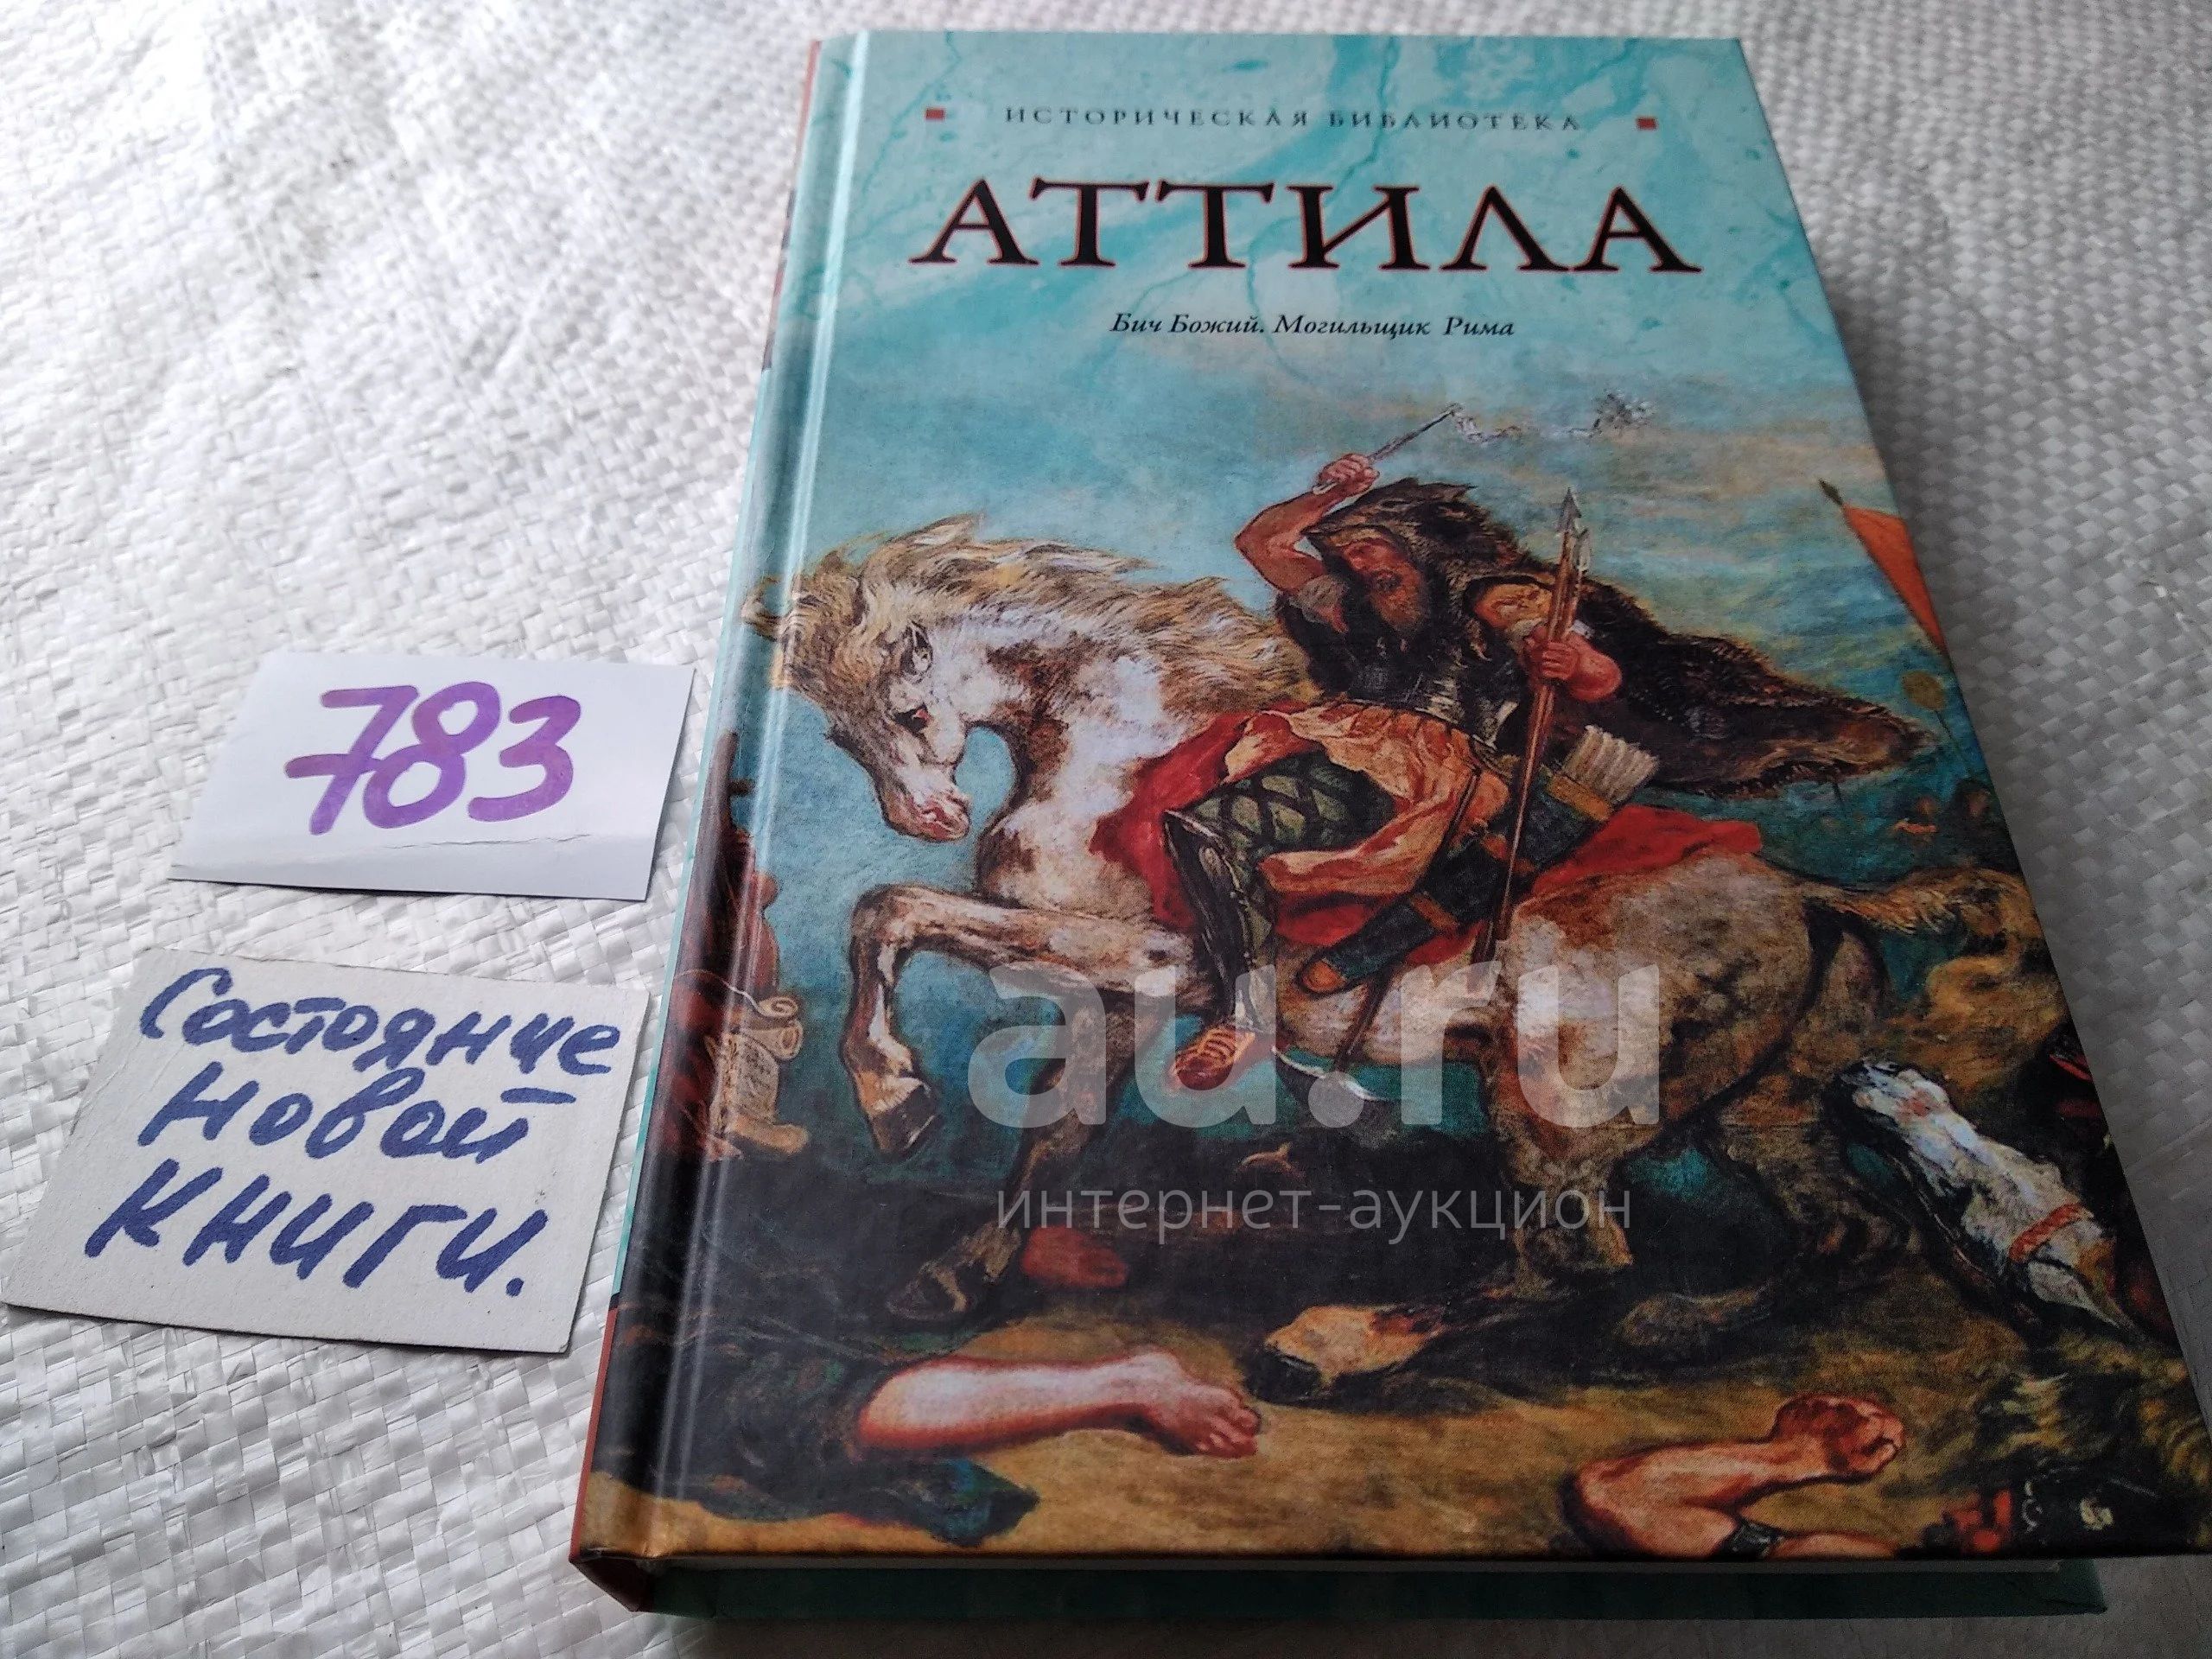 ИСТОРИЧЕСКАЯ БИБЛИОТЕКА
АТТИЛА
Бич Божий. Могильщик Рима
783
Состояние
новой
книги.
au.ru
интернет-аукцион